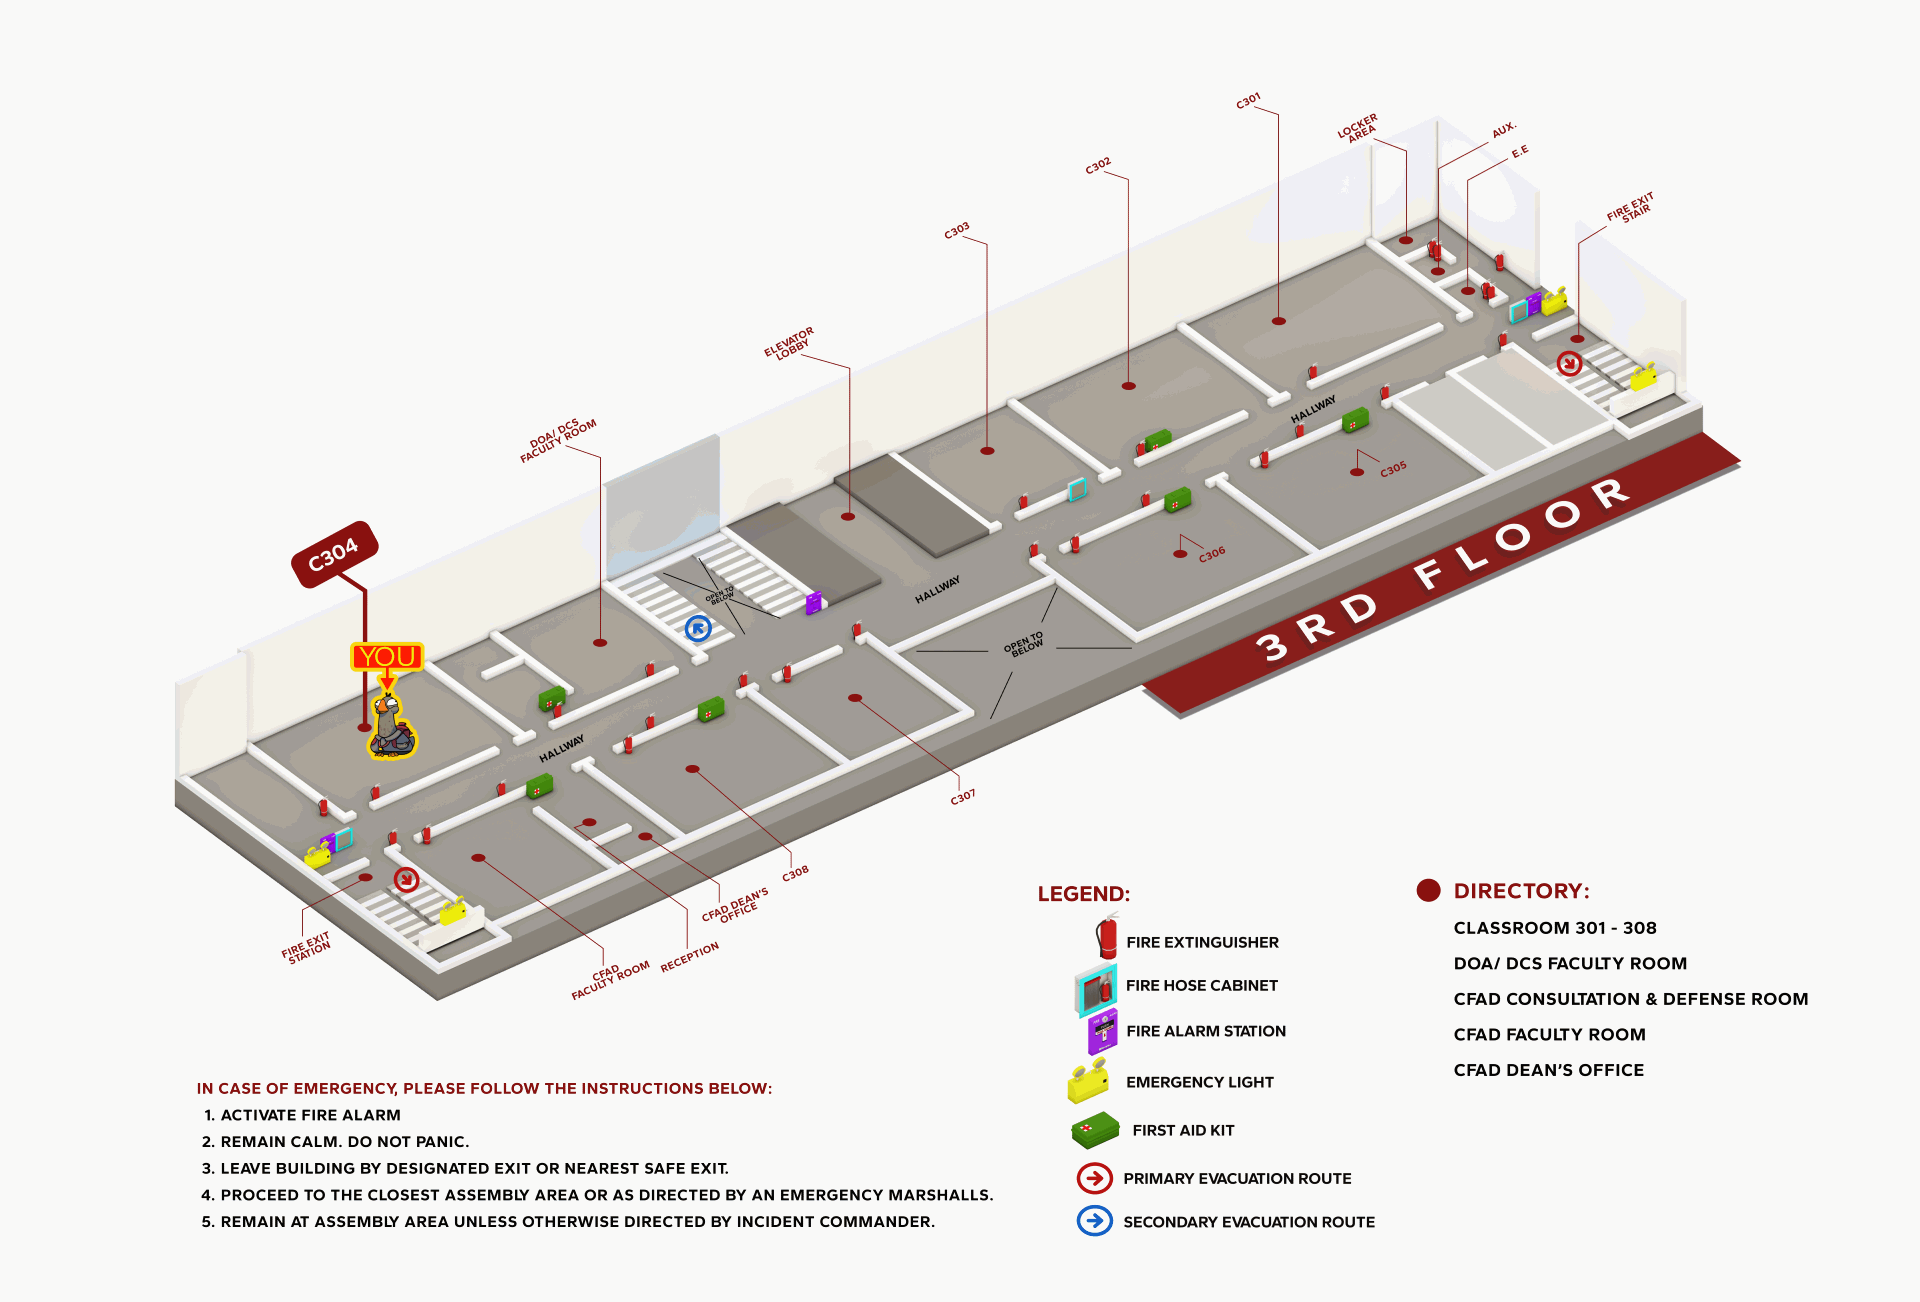 C301
LOCKER
AREA
AUX.
E.E
C302
FIRE EXIT
STAIR
C303
ELEVATOR
LOBBY
DOA/ DCS
FACULTY ROOM
HALLWAY
C305
C304
C306
OPEN TO
BELOW
HALLWAY
3RD FLOOR
OPEN TO
BELOW
YOU
HALLWAY
C307
C308
CFAD DEAN'S
OFFICE
FIRE EXIT
STATION
RECEPTION
CFAD
FACULTY ROOM
LEGEND:
FIRE EXTINGUISHER
FIRE HOSE CABINET
FIRE ALARM STATION
EMERGENCY LIGHT
FIRST AID KIT
PRIMARY EVACUATION ROUTE
SECONDARY EVACUATION ROUTE
DIRECTORY:
CLASSROOM 301 - 308
DOA/ DCS FACULTY ROOM
CFAD CONSULTATION & DEFENSE ROOM
CFAD FACULTY ROOM
CFAD DEAN'S OFFICE
IN CASE OF EMERGENCY, PLEASE FOLLOW THE INSTRUCTIONS BELOW:
1. ACTIVATE FIRE ALARM
2. REMAIN CALM. DO NOT PANIC.
3. LEAVE BUILDING BY DESIGNATED EXIT OR NEAREST SAFE EXIT.
4. PROCEED TO THE CLOSEST ASSEMBLY AREA OR AS DIRECTED BY AN EMERGENCY MARSHALLS.
5. REMAIN AT ASSEMBLY AREA UNLESS OTHERWISE DIRECTED BY INCIDENT COMMANDER.